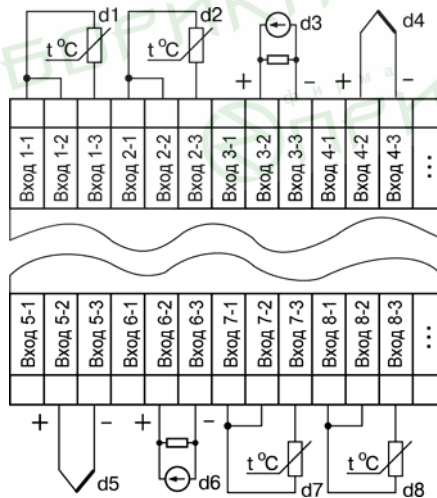 d1 d2 d3 d4
t °C t °C
+ − + −
Вход 1-1 Вход 1-2 Вход 1-3 Вход 2-1 Вход 2-2 Вход 2-3 Вход 3-1 Вход 3-2 Вход 3-3 Вход 4-1 Вход 4-2 Вход 4-3 ...
Вход 5-1 Вход 5-2 Вход 5-3 Вход 6-1 Вход 6-2 Вход 6-3 Вход 7-1 Вход 7-2 Вход 7-3 Вход 8-1 Вход 8-2 Вход 8-3 ...
+ − + −
t °C t °C
d5 d6 d7 d8